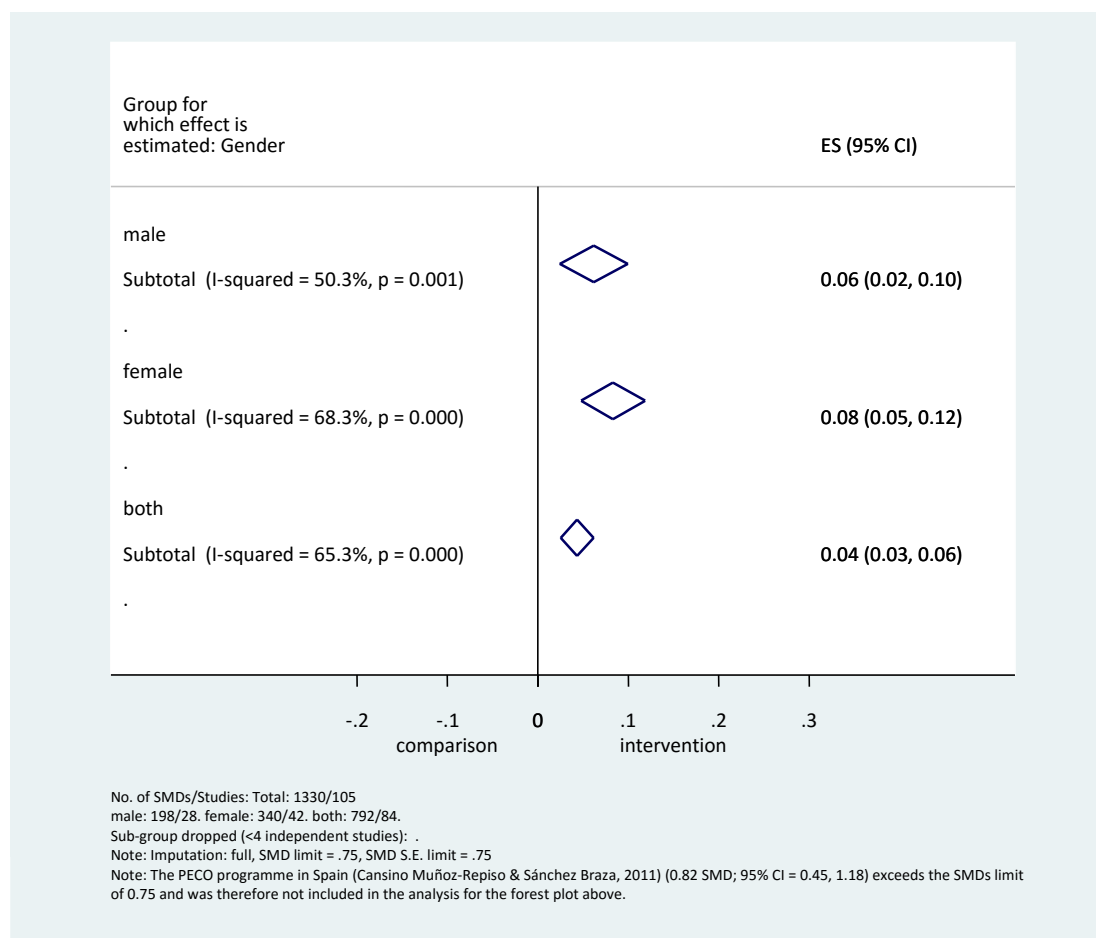 Group for
which effect is
estimated: Gender
ES (95% CI)
male
Subtotal  (I-squared = 50.3%, p = 0.001)
0.06 (0.02, 0.10)
.
female
Subtotal  (I-squared = 68.3%, p = 0.000)
0.08 (0.05, 0.12)
.
both
Subtotal  (I-squared = 65.3%, p = 0.000)
0.04 (0.03, 0.06)
.
-.2 -.1 0 .1 .2 .3
comparison intervention
No. of SMDs/Studies: Total: 1330/105
male: 198/28. female: 340/42. both: 792/84.
Sub-group dropped (<4 independent studies):  .
Note: Imputation: full, SMD limit = .75, SMD S.E. limit = .75
Note: The PECO programme in Spain (Cansino Muñoz-Repiso & Sánchez Braza, 2011) (0.82 SMD; 95% CI = 0.45, 1.18) exceeds the SMDs limit
of 0.75 and was therefore not included in the analysis for the forest plot above.